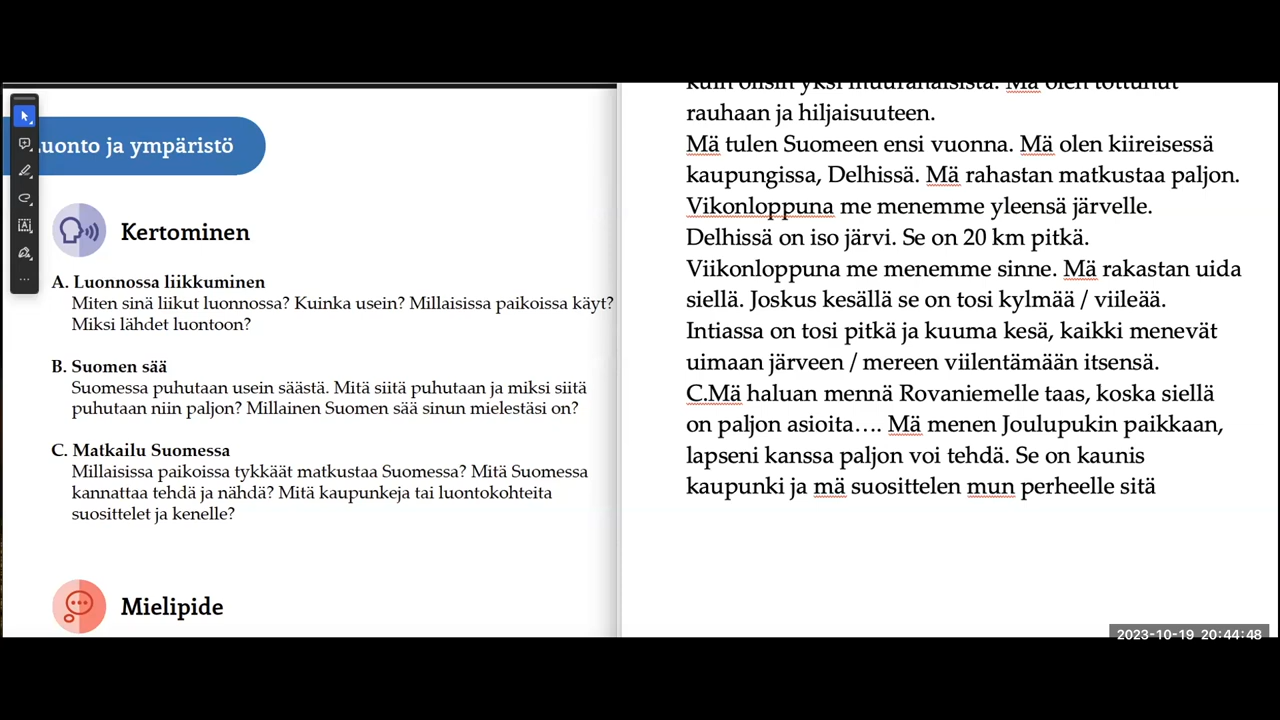 uonto ja ympäristö
Kertominen
A. Luonnossa liikkuminen
Miten sinä liikut luonnossa? Kuinka usein? Millaisissa paikoissa käyt?
Miksi lähdet luontoon?
B. Suomen sää
Suomessa puhutaan usein säästä. Mitä siitä puhutaan ja miksi siitä
puhutaan niin paljon? Millainen Suomen sää sinun mielestäsi on?
C. Matkailu Suomessa
Millaisissa paikoissa tykkäät matkustaa Suomessa? Mitä Suomessa
kannattaa tehdä ja nähdä? Mitä kaupunkeja tai luontokohteita
suosittelet ja kenelle?
Mielipide
kuin olisin yksi muurahaisista. Mä olen tottunut
rauhaan ja hiljaisuuteen.
Mä tulen Suomeen ensi vuonna. Mä olen kiireisessä
kaupungissa, Delhissä. Mä rahastan matkustaa paljon.
Vikonloppuna me menemme yleensä järvelle.
Delhissä on iso järvi. Se on 20 km pitkä.
Viikonloppuna me menemme sinne. Mä rakastan uida
siellä. Joskus kesällä se on tosi kylmää / viileää.
Intiassa on tosi pitkä ja kuuma kesä, kaikki menevät
uimaan järveen / mereen viilentämään itsensä.
C.Mä haluan mennä Rovaniemelle taas, koska siellä
on paljon asioita…. Mä menen Joulupukin paikkaan,
lapseni kanssa paljon voi tehdä. Se on kaunis
kaupunki ja mä suosittelen mun perheelle sitä
2023-10-19 20:44:48